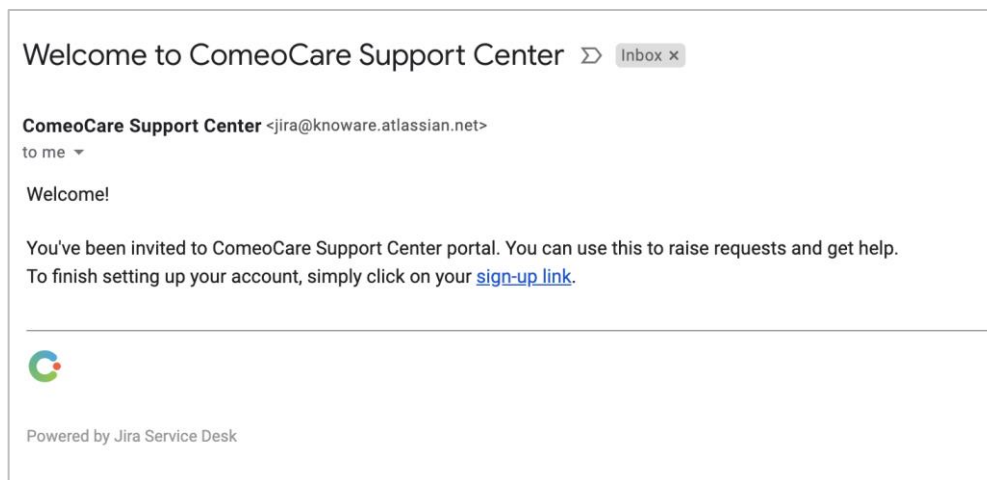 Welcome to ComeoCare Support Center Inbox x
ComeoCare Support Center <jira@knoware.atlassian.net>
to me
Welcome!
You've been invited to ComeoCare Support Center portal. You can use this to raise requests and get help.
To finish setting up your account, simply click on your sign-up link.
Powered by Jira Service Desk